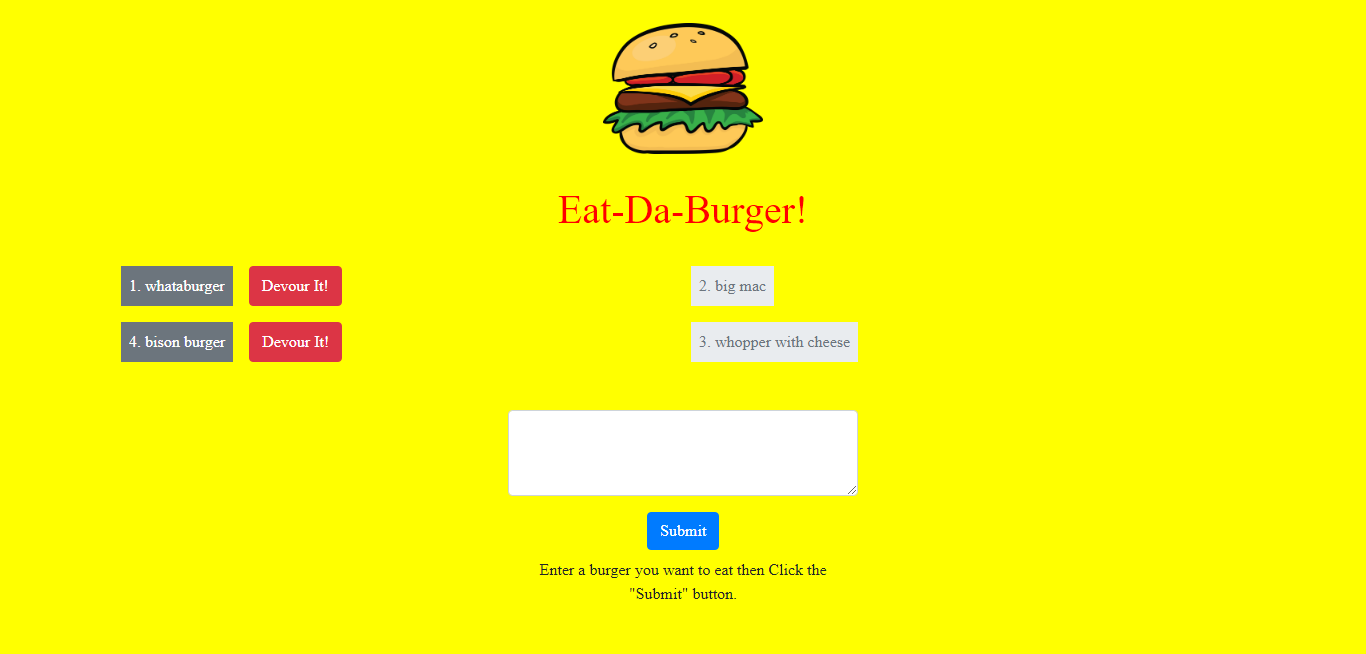 Eat-Da-Burger!
1. whataburger
Devour It!
2. big mac
4. bison burger
Devour It!
3. whopper with cheese
Submit
Enter a burger you want to eat then Click the
"Submit" button.